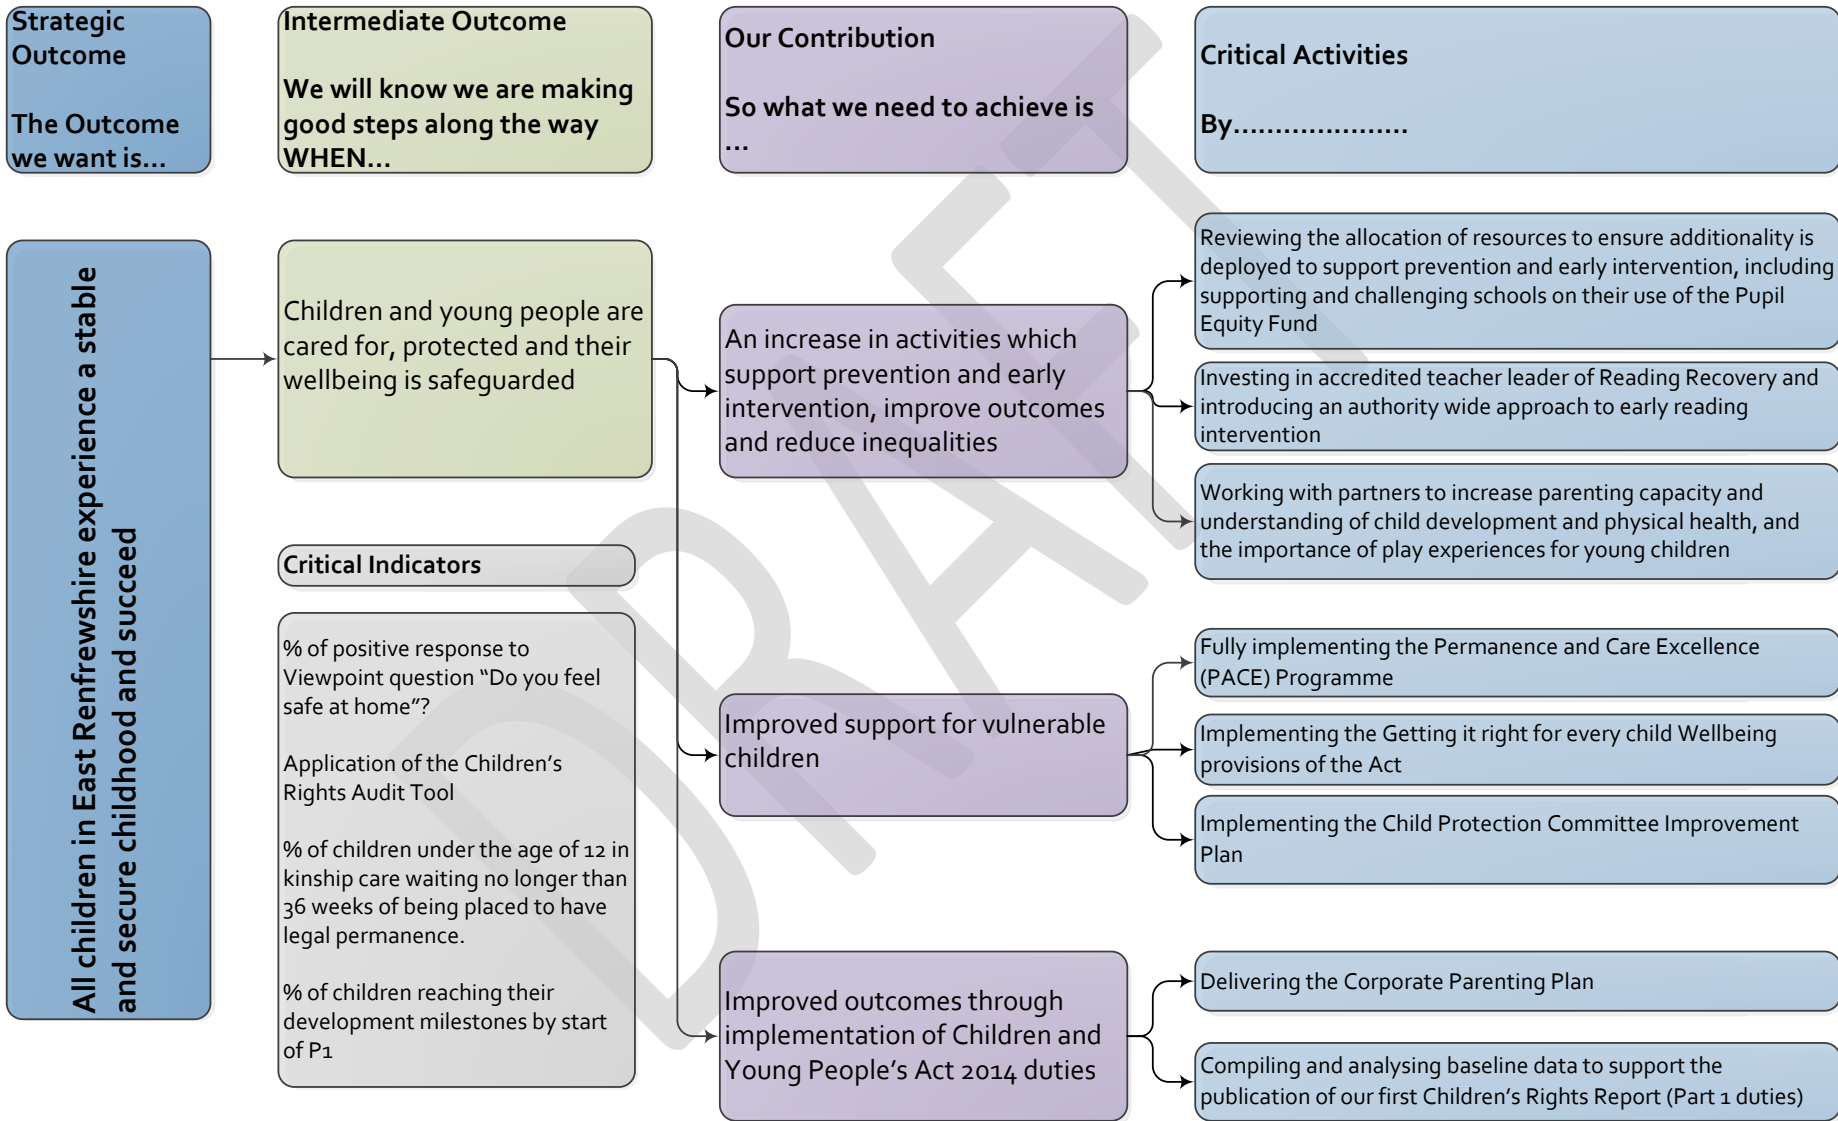 Strategic
Outcome
The Outcome
we want is...
Intermediate Outcome
We will know we are making
good steps along the way
WHEN...
Our Contribution
So what we need to achieve is
...
Critical Activities
By.....................
All children in East Renfrewshire experience a stable
and secure childhood and succeed
Children and young people are
cared for, protected and their
wellbeing is safeguarded
Critical Indicators
% of positive response to
Viewpoint question “Do you feel
safe at home”?
Application of the Children’s
Rights Audit Tool
% of children under the age of 12 in
kinship care waiting no longer than
36 weeks of being placed to have
legal permanence.
% of children reaching their
development milestones by start
of P1
An increase in activities which
support prevention and early
intervention, improve outcomes
and reduce inequalities
Reviewing the allocation of resources to ensure additionality is
deployed to support prevention and early intervention, including
supporting and challenging schools on their use of the Pupil
Equity Fund
Investing in accredited teacher leader of Reading Recovery and
introducing an authority wide approach to early reading
intervention
Working with partners to increase parenting capacity and
understanding of child development and physical health, and
the importance of play experiences for young children
Improved support for vulnerable
children
Fully implementing the Permanence and Care Excellence
(PACE) Programme
Implementing the Getting it right for every child Wellbeing
provisions of the Act
Implementing the Child Protection Committee Improvement
Plan
Improved outcomes through
implementation of Children and
Young People’s Act 2014 duties
Delivering the Corporate Parenting Plan
Compiling and analysing baseline data to support the
publication of our first Children’s Rights Report (Part 1 duties)
DRAFT